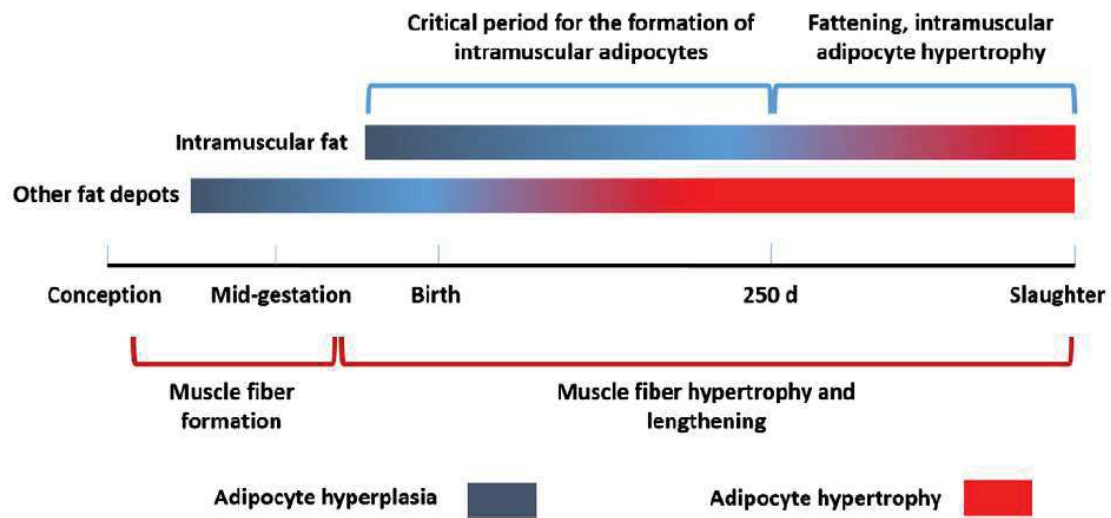 Critical period for the formation of
intramuscular adipocytes
Fattening, intramuscular
adipocyte hypertrophy
Intramuscular fat
Other fat depots
Conception
Mid-gestation
Birth
250 d
Slaughter
Muscle fiber
formation
Muscle fiber hypertrophy and
lengthening
Adipocyte hyperplasia
Adipocyte hypertrophy